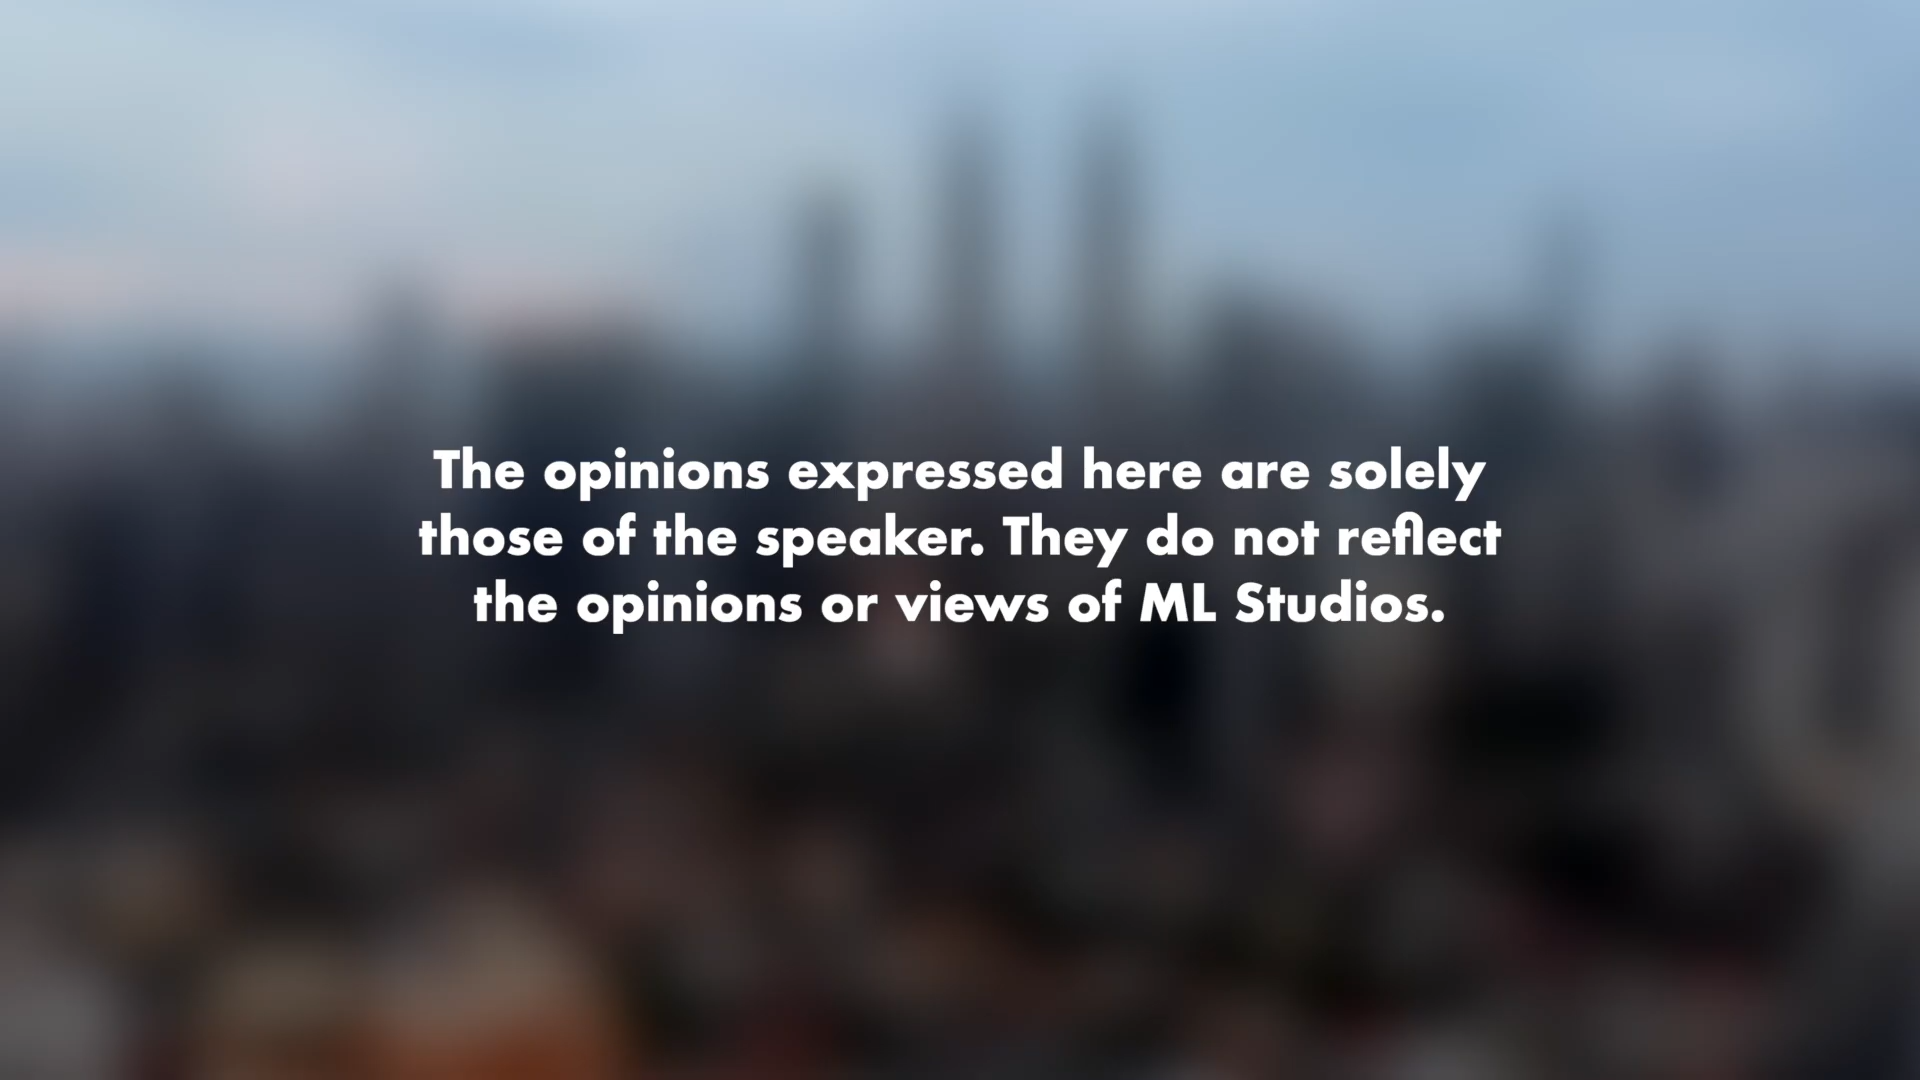 The opinions expressed here are solely
those of the speaker. They do not reflect
the opinions or views of ML Studios.